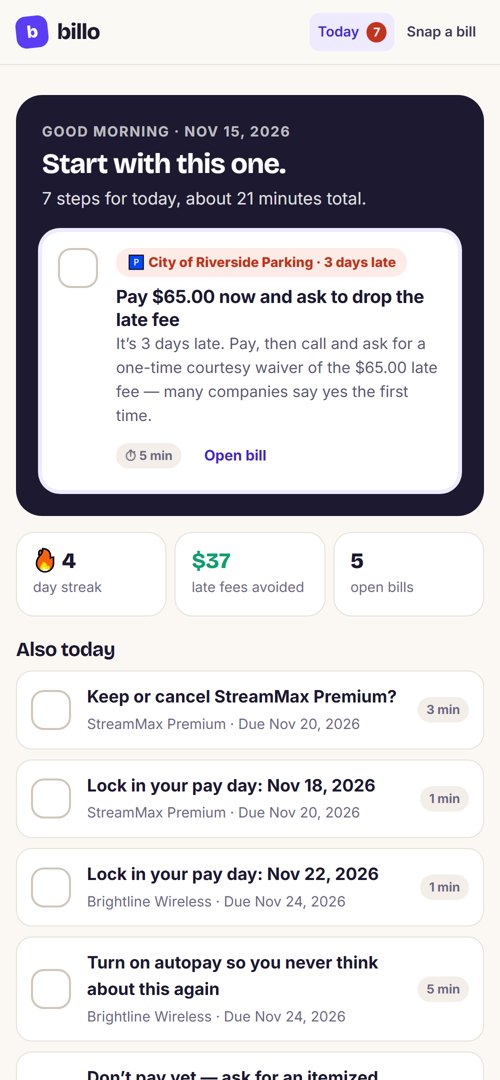 b billo
Today 7
Snap a bill
GOOD MORNING · NOV 15, 2026
Start with this one.
7 steps for today, about 21 minutes total.
P City of Riverside Parking · 3 days late
Pay $65.00 now and ask to drop the
late fee
It’s 3 days late. Pay, then call and ask for a
one-time courtesy waiver of the $65.00 late
fee — many companies say yes the first
time.
⏱ 5 min
Open bill
🔥 4
day streak
$37
late fees avoided
5
open bills
Also today
Keep or cancel StreamMax Premium?
StreamMax Premium · Due Nov 20, 2026
3 min
Lock in your pay day: Nov 18, 2026
StreamMax Premium · Due Nov 20, 2026
1 min
Lock in your pay day: Nov 22, 2026
Brightline Wireless · Due Nov 24, 2026
1 min
Turn on autopay so you never think
about this again
Brightline Wireless · Due Nov 24, 2026
5 min
Don’t pay yet — ask for an itemized